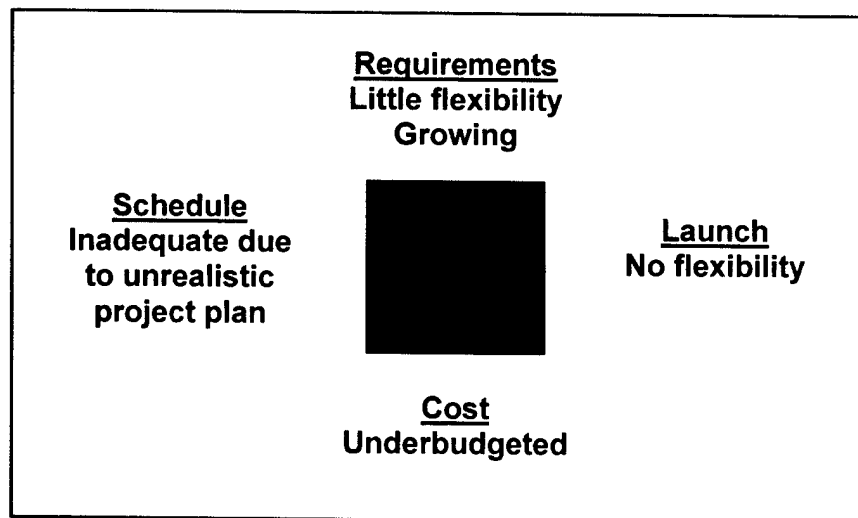 Requirements
Little flexibility
Growing
Schedule
Inadequate due
to unrealistic
project plan
Launch
No flexibility
Cost
Underbudgeted